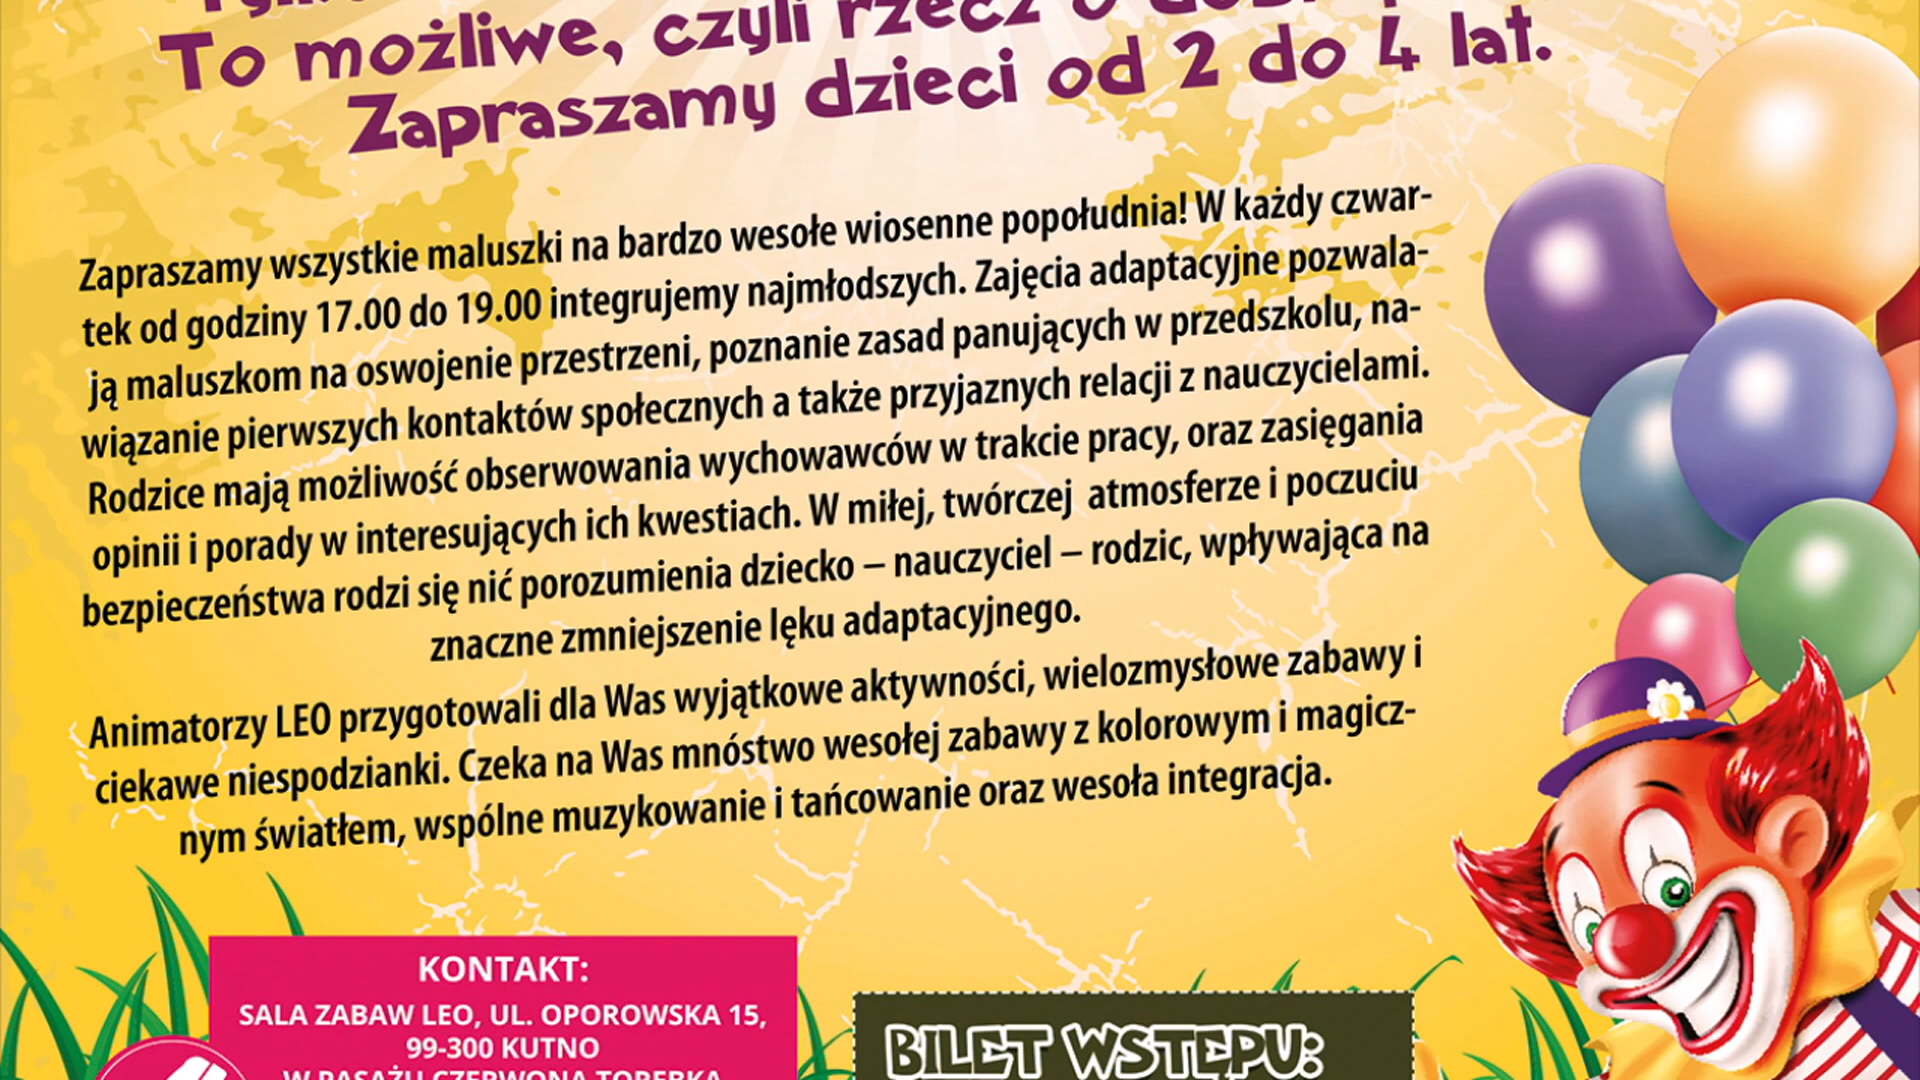 To możliwe, czyli rzecz o
Zapraszamy dzieci od 2 do 4 lat.
Zapraszamy wszystkie maluszki na bardzo wesołe wiosenne popołudnia! W każdy czwar-
tek od godziny 17.00 do 19.00 integrujemy najmłodszych. Zajęcia adaptacyjne pozwala-
ją maluszkom na oswojenie przestrzeni, poznanie zasad panujących w przedszkolu, na-
wiązanie pierwszych kontaktów społecznych a także przyjaznych relacji z nauczycielami.
Rodzice mają możliwość obserwowania wychowawców w trakcie pracy, oraz zasięgania
opinii i porady w interesujących ich kwestiach. W miłej, twórczej atmosferze i poczuciu
bezpieczeństwa rodzi się nić porozumienia dziecko – nauczyciel – rodzic, wpływająca na
znaczne zmniejszenie lęku adaptacyjnego.
Animatorzy LEO przygotowali dla Was wyjątkowe aktywności, wielozmysłowe zabawy i
ciekawe niespodzianki. Czeka na Was mnóstwo wesołej zabawy z kolorowym i magicz-
nym światłem, wspólne muzykowanie i tańcowanie oraz wesoła integracja.
KONTAKT:
SALA ZABAW LEO, UL. OPOROWSKA 15,
99-300 KUTNO
W PASAŻU CZERWONA TOREBKA
BILET WSTĘPU: